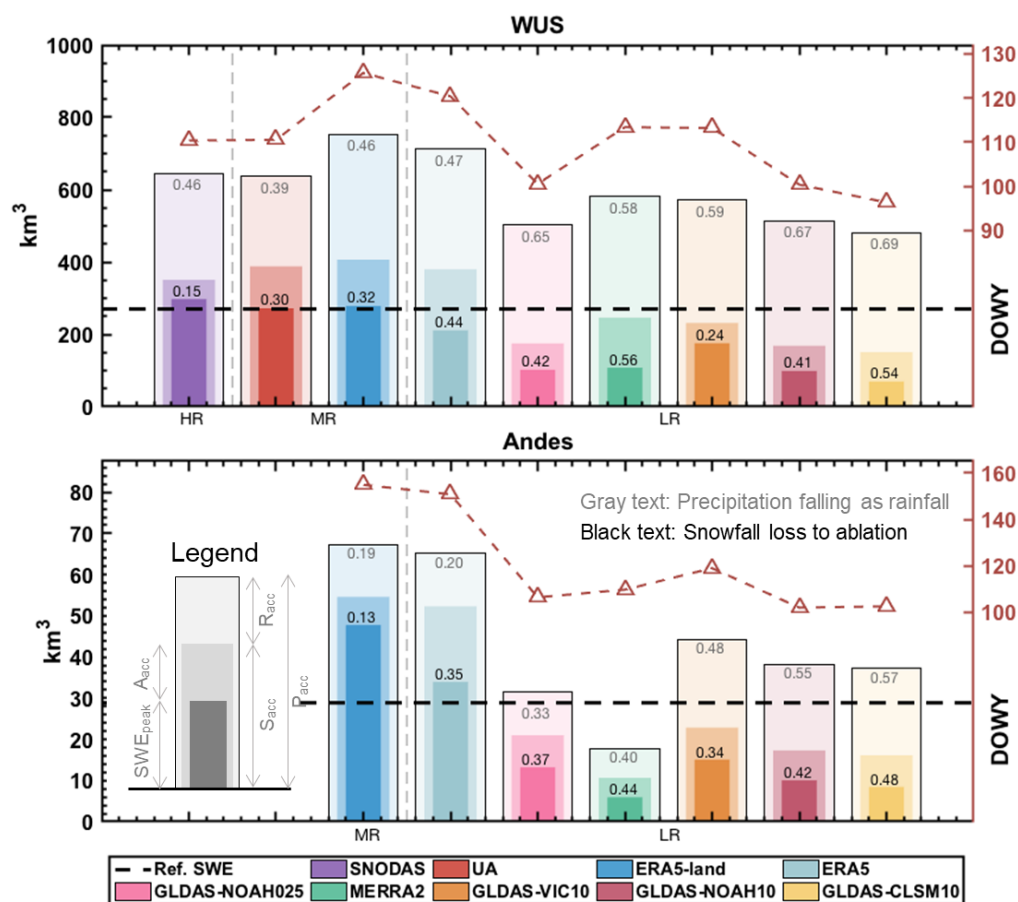 WUS
1000
800
600
400
200
0
km3
130
120
110
100
90
DOWY
0.46
0.39
0.46
0.47
0.65
0.58
0.59
0.67
0.69
0.15
0.30
0.32
0.44
0.42
0.56
0.24
0.41
0.54
HR
MR
LR
Andes
80
70
60
50
40
30
20
10
0
km3
160
140
120
100
DOWY
Gray text: Precipitation falling as rainfall
Black text: Snowfall loss to ablation
Legend
Racc
Aacc
Pacc
Sacc
SWEpeak
0.19
0.20
0.33
0.40
0.48
0.55
0.57
0.13
0.35
0.37
0.44
0.34
0.42
0.48
MR
LR
Ref. SWE SNODAS UA ERA5-land ERA5
GLDAS-NOAH025 MERRA2 GLDAS-VIC10 GLDAS-NOAH10 GLDAS-CLSM10